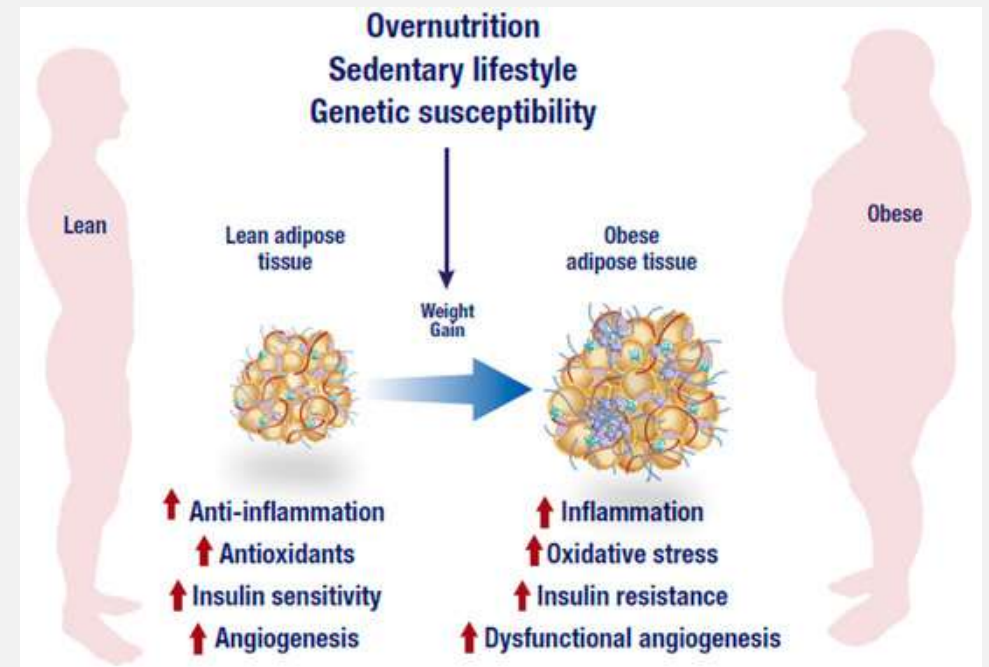 Overnutrition
Sedentary lifestyle
Genetic susceptibility
Lean
Obese
Lean adipose
tissue
Obese
adipose tissue
Weight
Gain
Anti-inflammation
Antioxidants
Insulin sensitivity
Angiogenesis
Inflammation
Oxidative stress
Insulin resistance
Dysfunctional angiogenesis